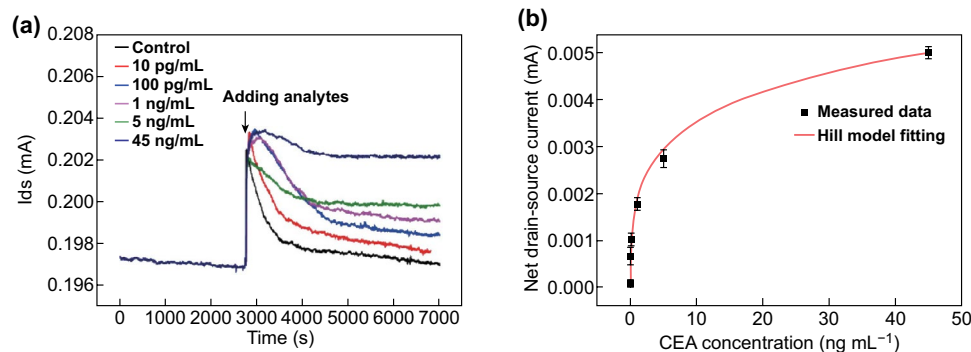 (a)
0.208
0.206
0.204
0.202
0.200
0.198
0.196
Ids (mA)
Control
10 pg/mL
100 pg/mL
1 ng/mL
5 ng/mL
45 ng/mL
Adding analytes
0 1000 2000 3000 4000 5000 6000 7000
Time (s)
(b)
0.005
0.006
0.003
0.002
0.001
0.000
Net drain-source current (mA)
Measured data
Hill model fitting
0 10 20 30 40 50
CEA concentration (ng mL⁻¹)